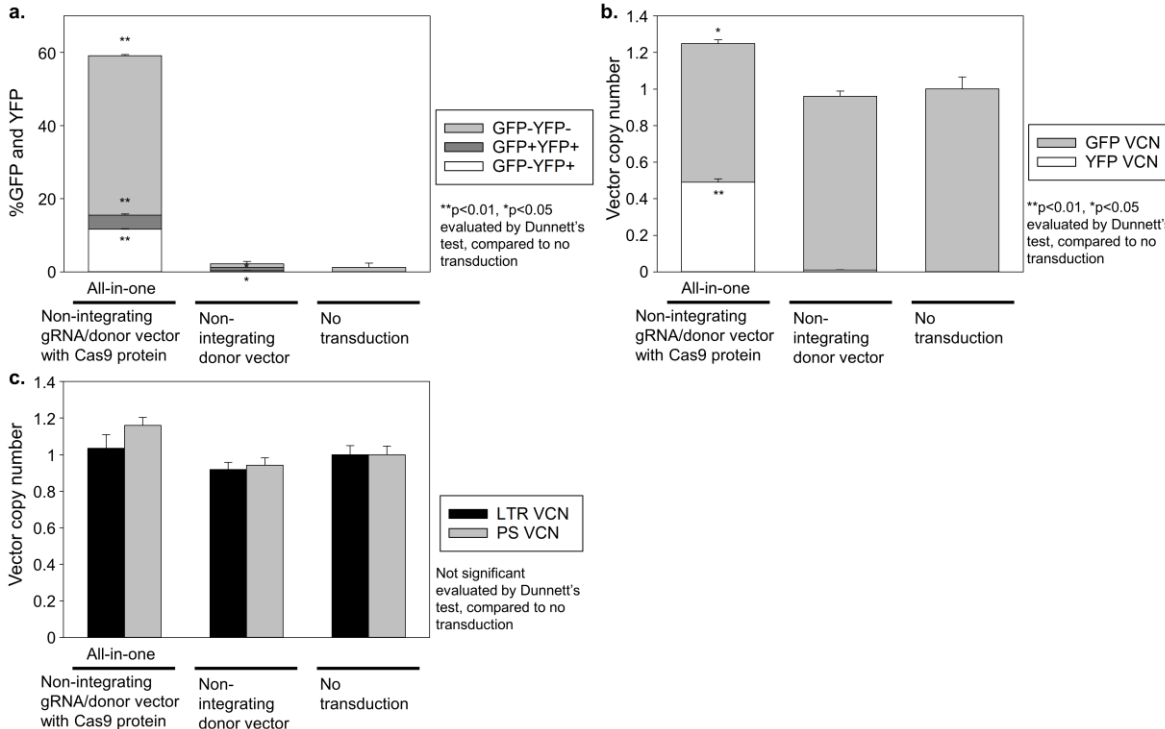 a.
%GFP and YFP
60
40
20
0
**
**
**
*
*
GFP-YFP-
GFP+YFP+
GFP-YFP+
**p<0.01, *p<0.05
evaluated by Dunnett's
test, compared to no
transduction
All-in-one
Non-integrating
gRNA/donor vector
with Cas9 protein
Non-
integrating
donor vector
No
transduction
b.
Vector copy number
1.4
1.2
1
0.8
0.6
0.4
0.2
0
*
**
GFP VCN
YFP VCN
**p<0.01, *p<0.05
evaluated by Dunnett's
test, compared to no
transduction
All-in-one
Non-integrating
gRNA/donor vector
with Cas9 protein
Non-
integrating
donor vector
No
transduction
c.
Vector copy number
1.4
1.2
1
0.8
0.6
0.4
0.2
0
LTR VCN
PS VCN
Not significant
evaluated by Dunnett's
test, compared to no
transduction
All-in-one
Non-integrating
gRNA/donor vector
with Cas9 protein
Non-
integrating
donor vector
No
transduction